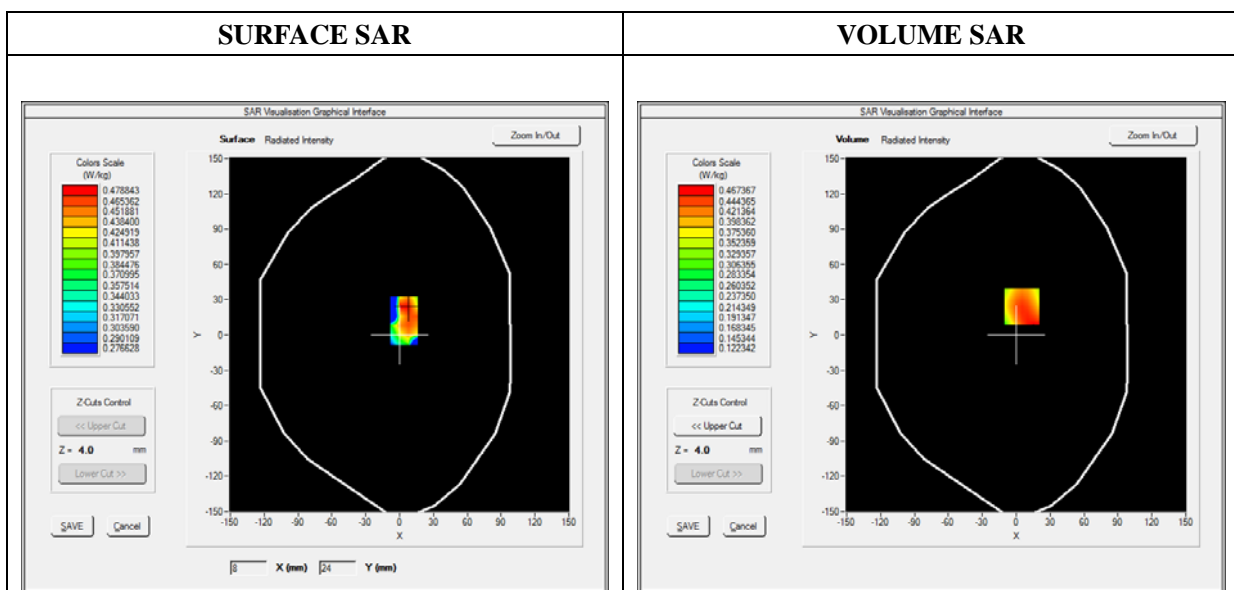 SURFACE SAR
VOLUME SAR
SAR Visualisation Graphical Interface
Surface Radiated Intensity
Zoom In/Out
Colors Scale
(W/kg)
0.478843
0.465362
0.451881
0.438400
0.424919
0.411438
0.397957
0.384476
0.370995
0.357514
0.344033
0.330552
0.317071
0.303590
0.290109
0.276628
Z-Cuts Control
<< Upper Cut
Z = 4.0 mm
Lower Cut >>
SAVE Cancel
150
120
90
60
30
0
-30
-60
-90
-120
-150
Y
-150 -120 -90 -60 -30 0 30 60 90 120 150
X
8 X (mm) 24 Y (mm)
SAR Visualisation Graphical Interface
Volume Radiated Intensity
Zoom In/Out
Colors Scale
(W/kg)
0.467367
0.444365
0.421364
0.398362
0.375360
0.352359
0.329357
0.306355
0.283354
0.260352
0.237350
0.214349
0.191347
0.168345
0.145344
0.122342
Z-Cuts Control
<< Upper Cut
Z = 4.0 mm
Lower Cut >>
SAVE Cancel
150
120
90
60
30
0
-30
-60
-90
-120
-150
Y
-150 -120 -90 -60 -30 0 30 60 90 120 150
X